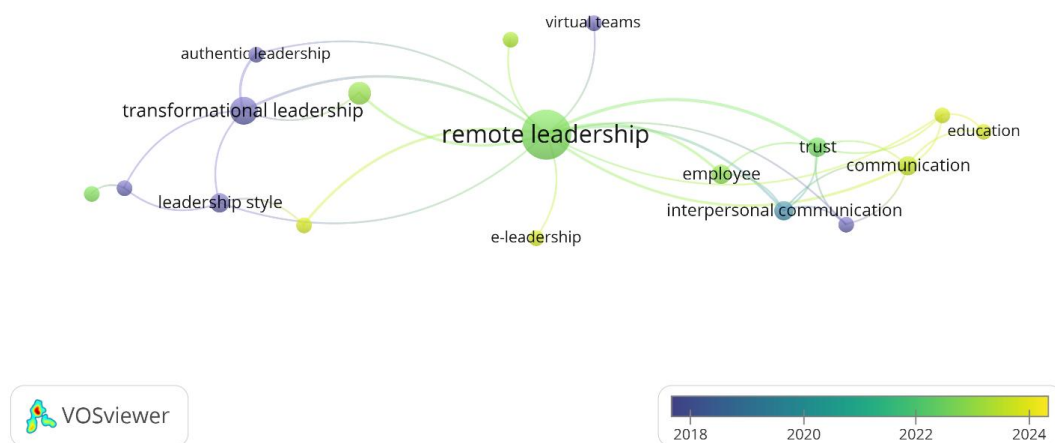 virtual teams
authentic leadership
transformational leadership
remote leadership
education
trust
communication
employee
leadership style
interpersonal communication
e-leadership
VOSviewer
2018 2020 2022 2024